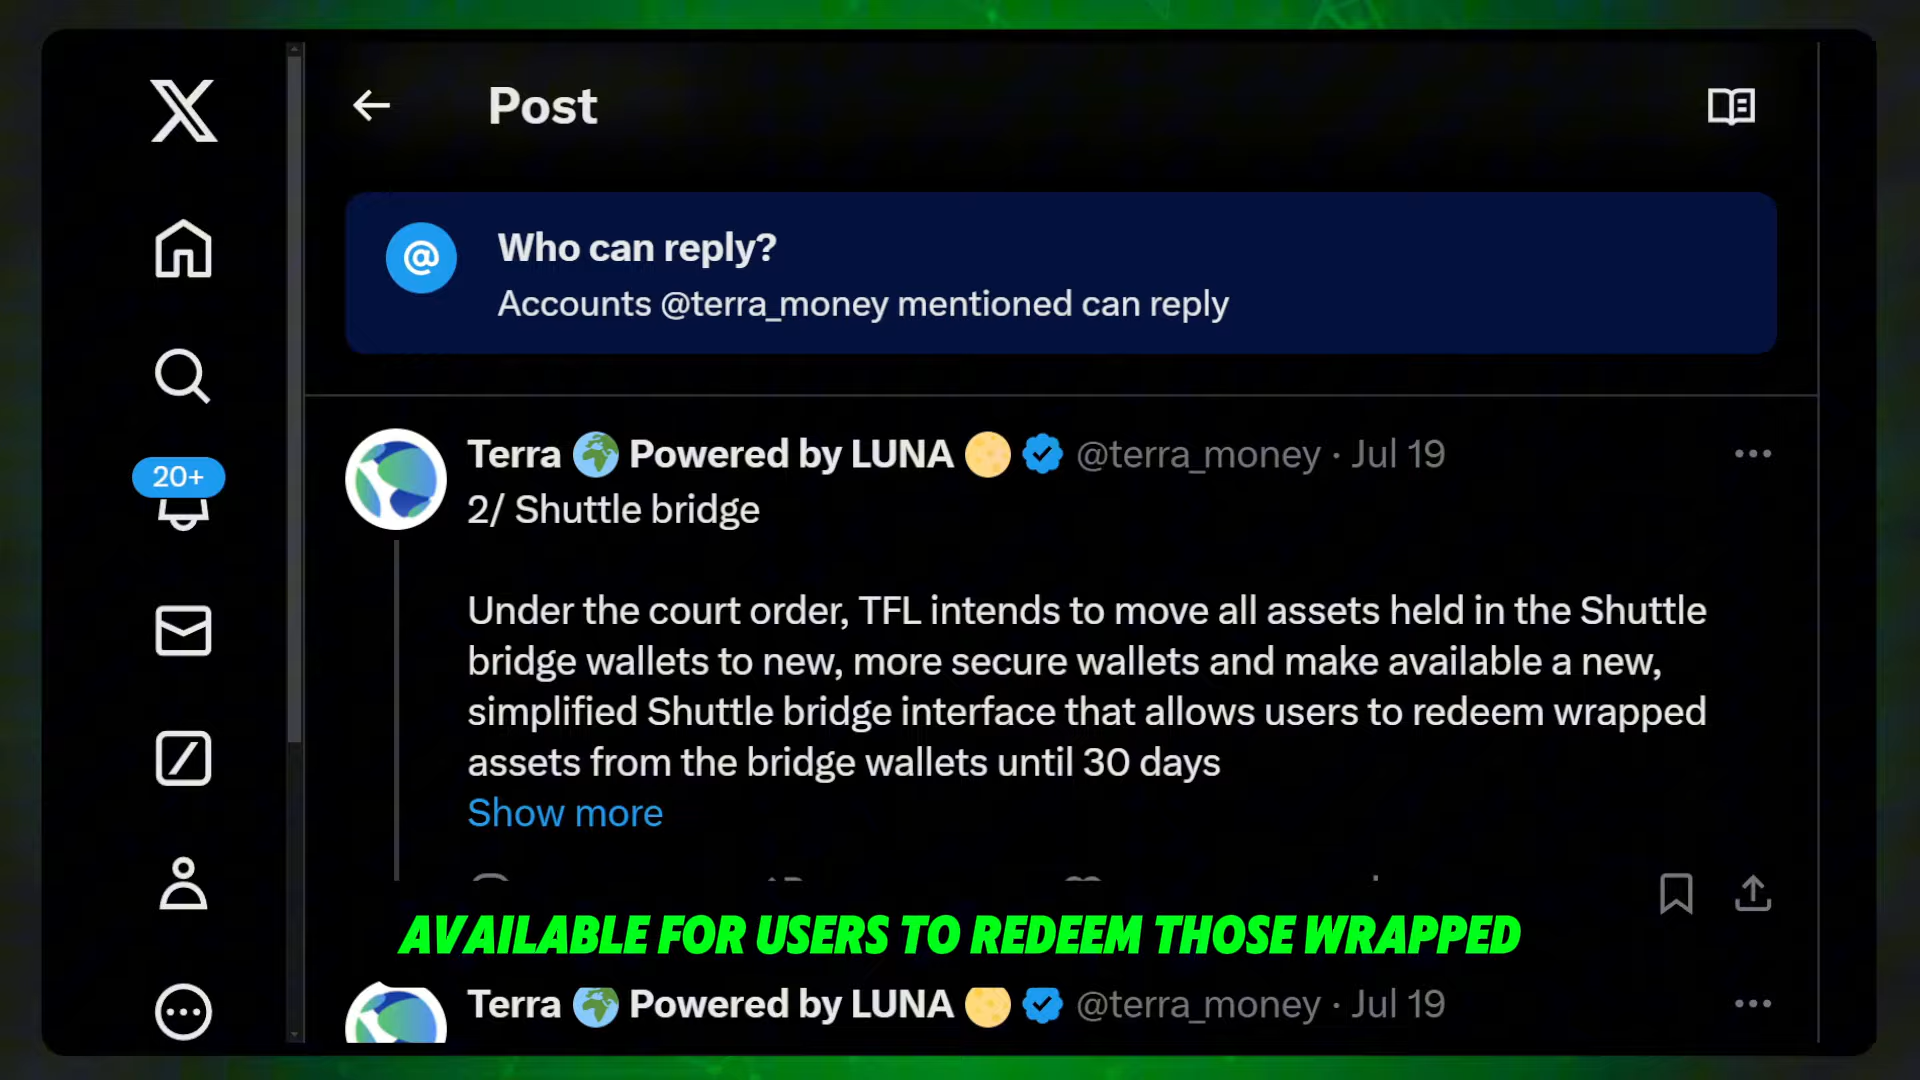 Post
Who can reply?
@
Accounts @terra_money mentioned can reply
Terra 🌍 Powered by LUNA 🌕 @terra_money · Jul 19
2/ Shuttle bridge
20+
Under the court order, TFL intends to move all assets held in the Shuttle
bridge wallets to new, more secure wallets and make available a new,
simplified Shuttle bridge interface that allows users to redeem wrapped
assets from the bridge wallets until 30 days
Show more
AVAILABLE FOR USERS TO REDEEM THOSE WRAPPED
Terra 🌍 Powered by LUNA 🌕 @terra_money · Jul 19